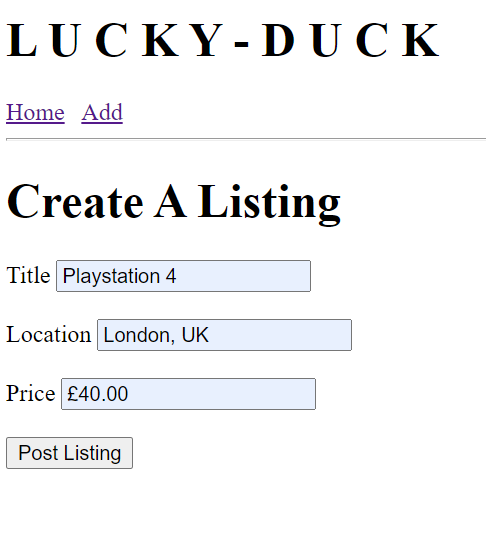 L U C K Y - D U C K
Home Add
Create A Listing
Title Playstation 4
Location London, UK
Price £40.00
Post Listing